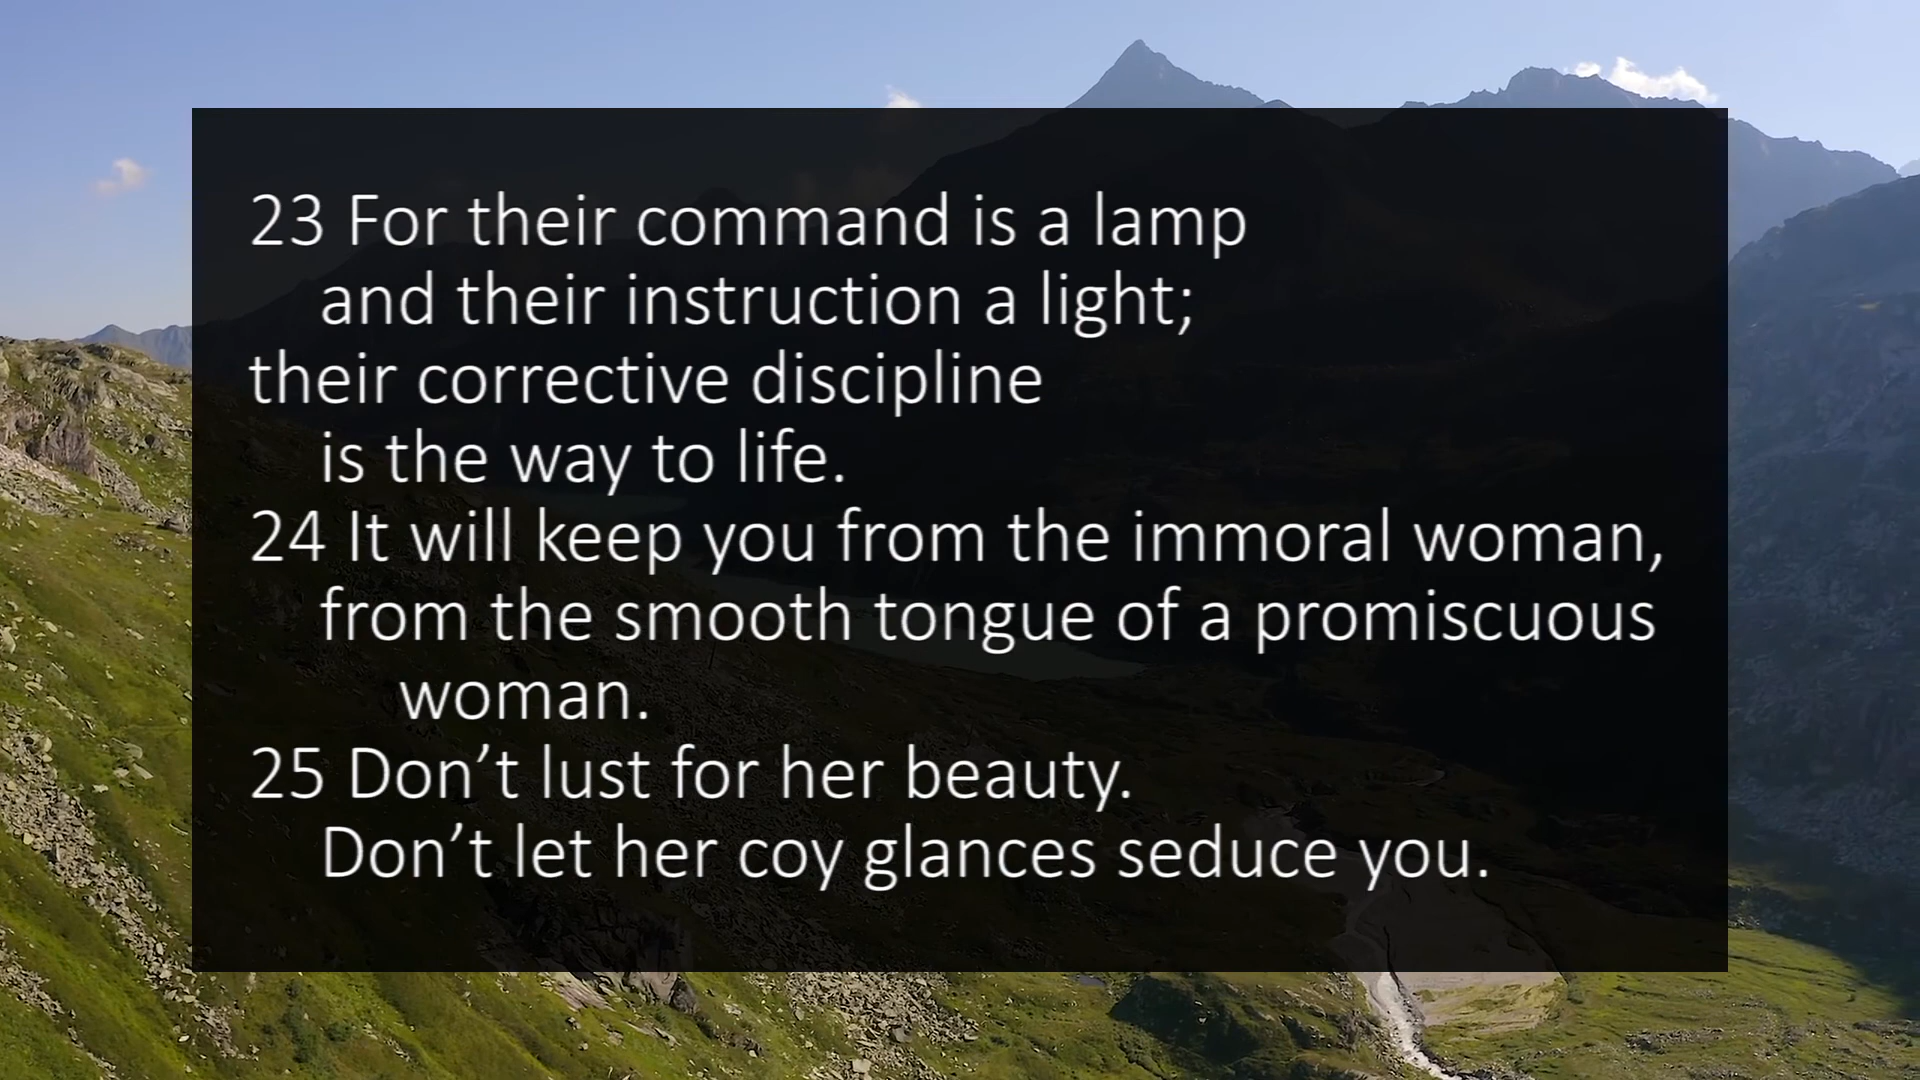 23 For their command is a lamp
and their instruction a light;
their corrective discipline
is the way to life.
24 It will keep you from the immoral woman,
from the smooth tongue of a promiscuous
woman.
25 Don’t lust for her beauty.
Don’t let her coy glances seduce you.